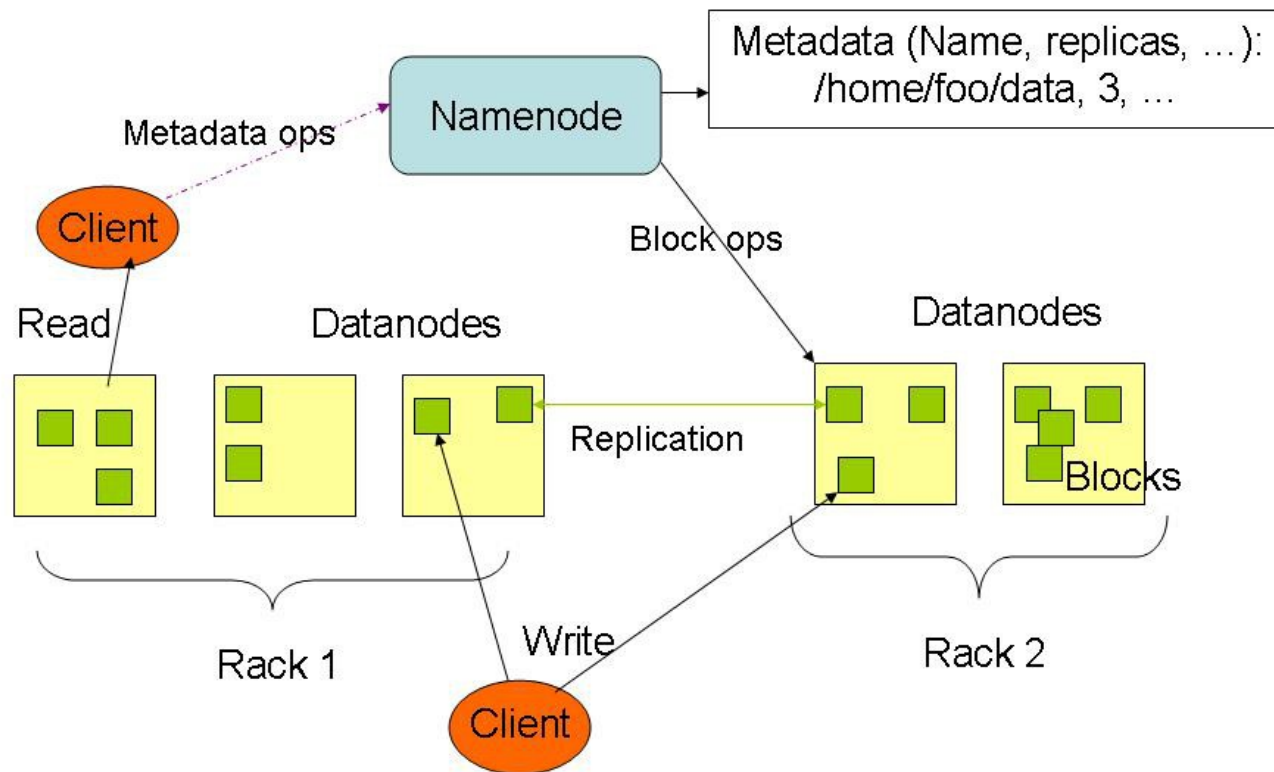 Metadata (Name, replicas, …):
/home/foo/data, 3, …
Namenode
Metadata ops
Client
Block ops
Read
Datanodes
Datanodes
Replication
Blocks
Rack 1
Write
Rack 2
Client